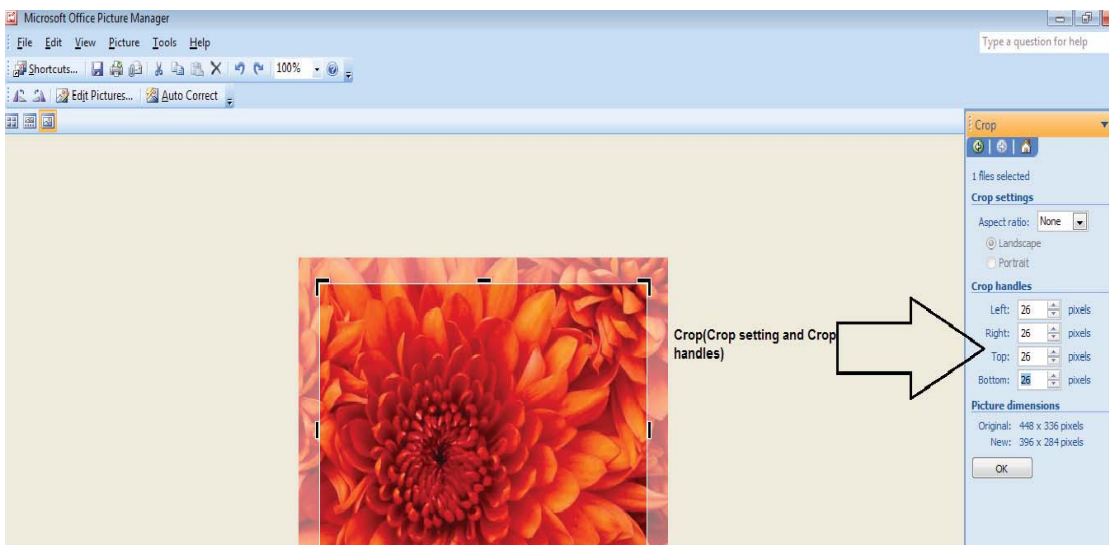 Microsoft Office Picture Manager
File Edit View Picture Tools Help
Type a question for help
Shortcuts... 100%
Edit Pictures... Auto Correct
Crop
1 files selected
Crop settings
Aspect ratio: None
Landscape
Portrait
Crop handles
Left: 26 pixels
Right: 26 pixels
Top: 26 pixels
Bottom: 26 pixels
Picture dimensions
Original: 448 x 336 pixels
New: 396 x 284 pixels
OK
Crop(Crop setting and Crop
handles)